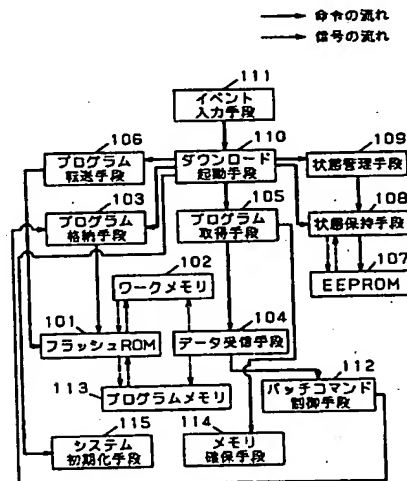 命令の流れ
信号の流れ
111
イベント
入力手段
106
プログラム
転送手段
110
ダウンロード
起動手段
109
状態管理手段
103
プログラム
格納手段
105
プログラム
取得手段
108
状態保持手段
102
ワークメモリ
107
EEPROM
101
フラッシュROM
104
データ受信手段
112
パッチコマンド
制御手段
113
プログラムメモリ
115
システム
初期化手段
114
メモリ
確保手段